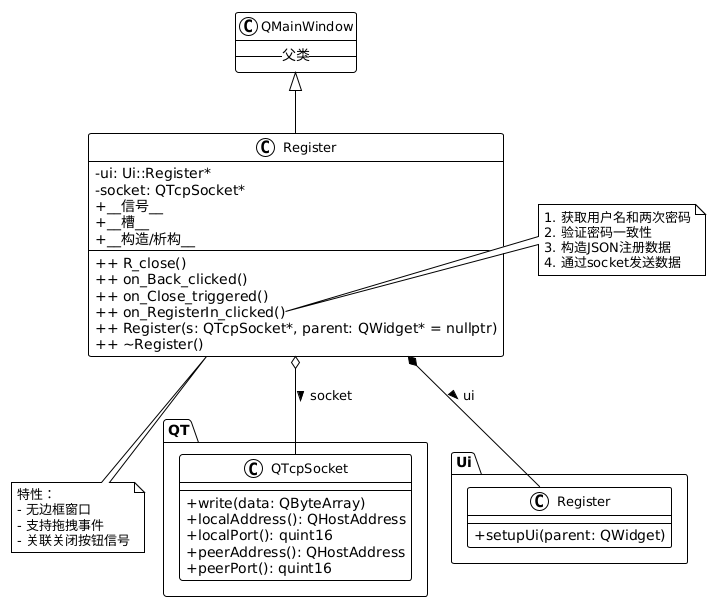 C QMainWindow
父类
C Register
-ui: Ui::Register*
-socket: QTcpSocket*
+__信号__
+__槽__
+__构造/析构__
++ R_close()
++ on_Back_clicked()
++ on_Close_triggered()
++ on_RegisterIn_clicked()
++ Register(s: QTcpSocket*, parent: QWidget* = nullptr)
++ ~Register()
1. 获取用户名和两次密码
2. 验证密码一致性
3. 构造JSON注册数据
4. 通过socket发送数据
socket
ui
特性：
- 无边框窗口
- 支持拖拽事件
- 关联关闭按钮信号
QT
C QTcpSocket
+write(data: QByteArray)
+localAddress(): QHostAddress
+localPort(): quint16
+peerAddress(): QHostAddress
+peerPort(): quint16
Ui
C Register
+setupUi(parent: QWidget)